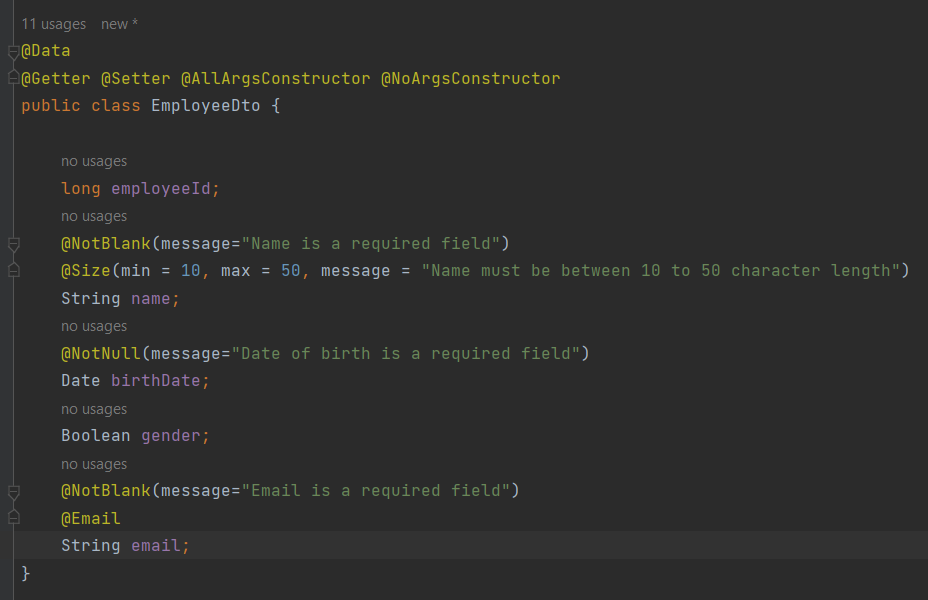 11 usages new *
@Data
@Getter @Setter @AllArgsConstructor @NoArgsConstructor
public class EmployeeDto {
no usages
long employeeId;
no usages
@NotBlank(message="Name is a required field")
@Size(min = 10, max = 50, message = "Name must be between 10 to 50 character length")
String name;
no usages
@NotNull(message="Date of birth is a required field")
Date birthDate;
no usages
Boolean gender;
no usages
@NotBlank(message="Email is a required field")
@Email
String email;
}